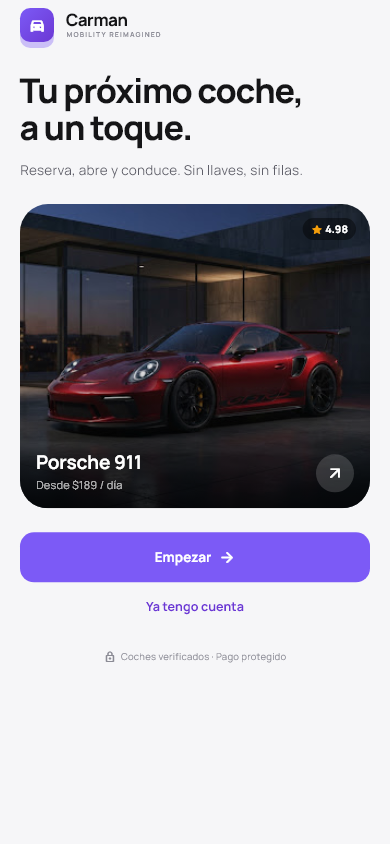 Carman
MOBILITY REIMAGINED
Tu próximo coche,
a un toque.
Reserva, abre y conduce. Sin llaves, sin filas.
4.98
Porsche 911
Desde $189 / día
Empezar
Ya tengo cuenta
Coches verificados · Pago protegido